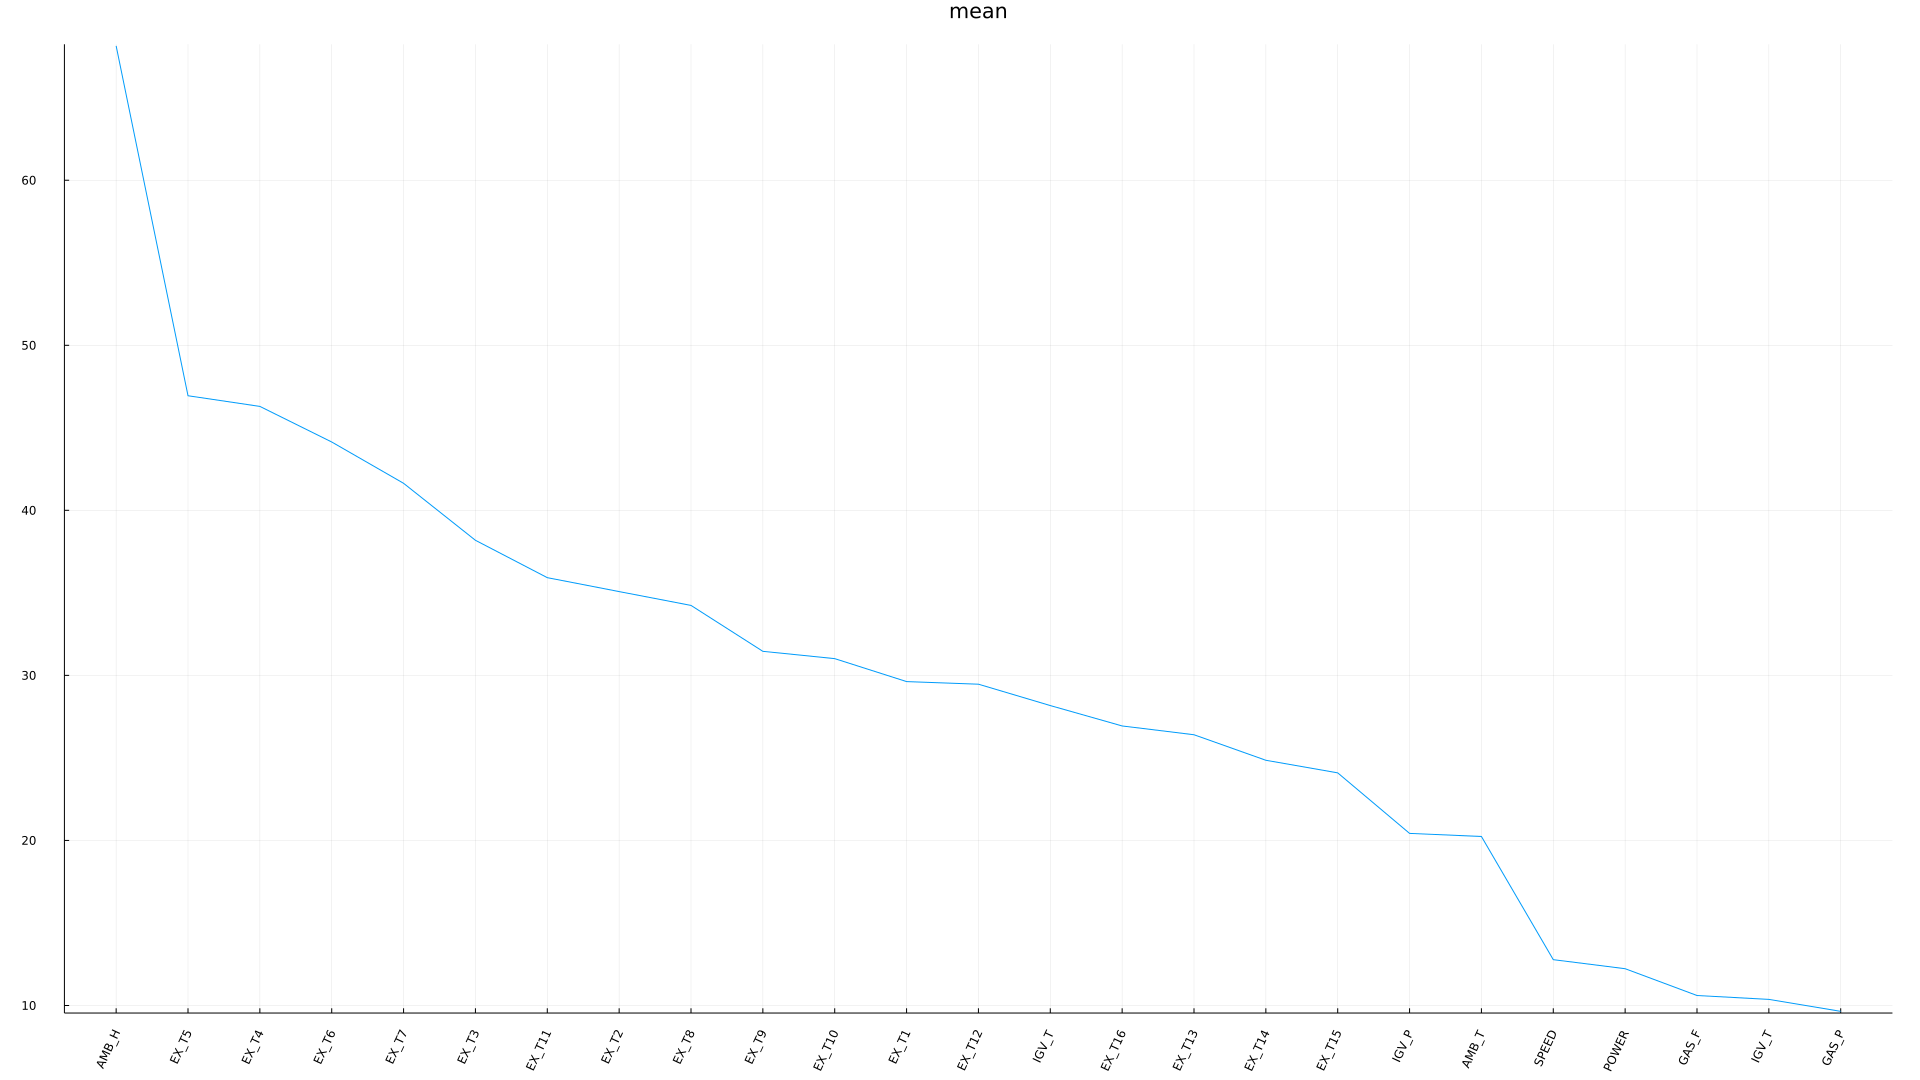 mean
60
50
40
30
20
10
AMB_H
EX_T5
EX_T4
EX_T6
EX_T7
EX_T3
EX_T11
EX_T2
EX_T8
EX_T9
EX_T10
EX_T1
EX_T12
IGV_T
EX_T16
EX_T13
EX_T14
EX_T15
IGV_P
AMB_T
SPEED
POWER
GAS_F
IGV_T
GAS_P